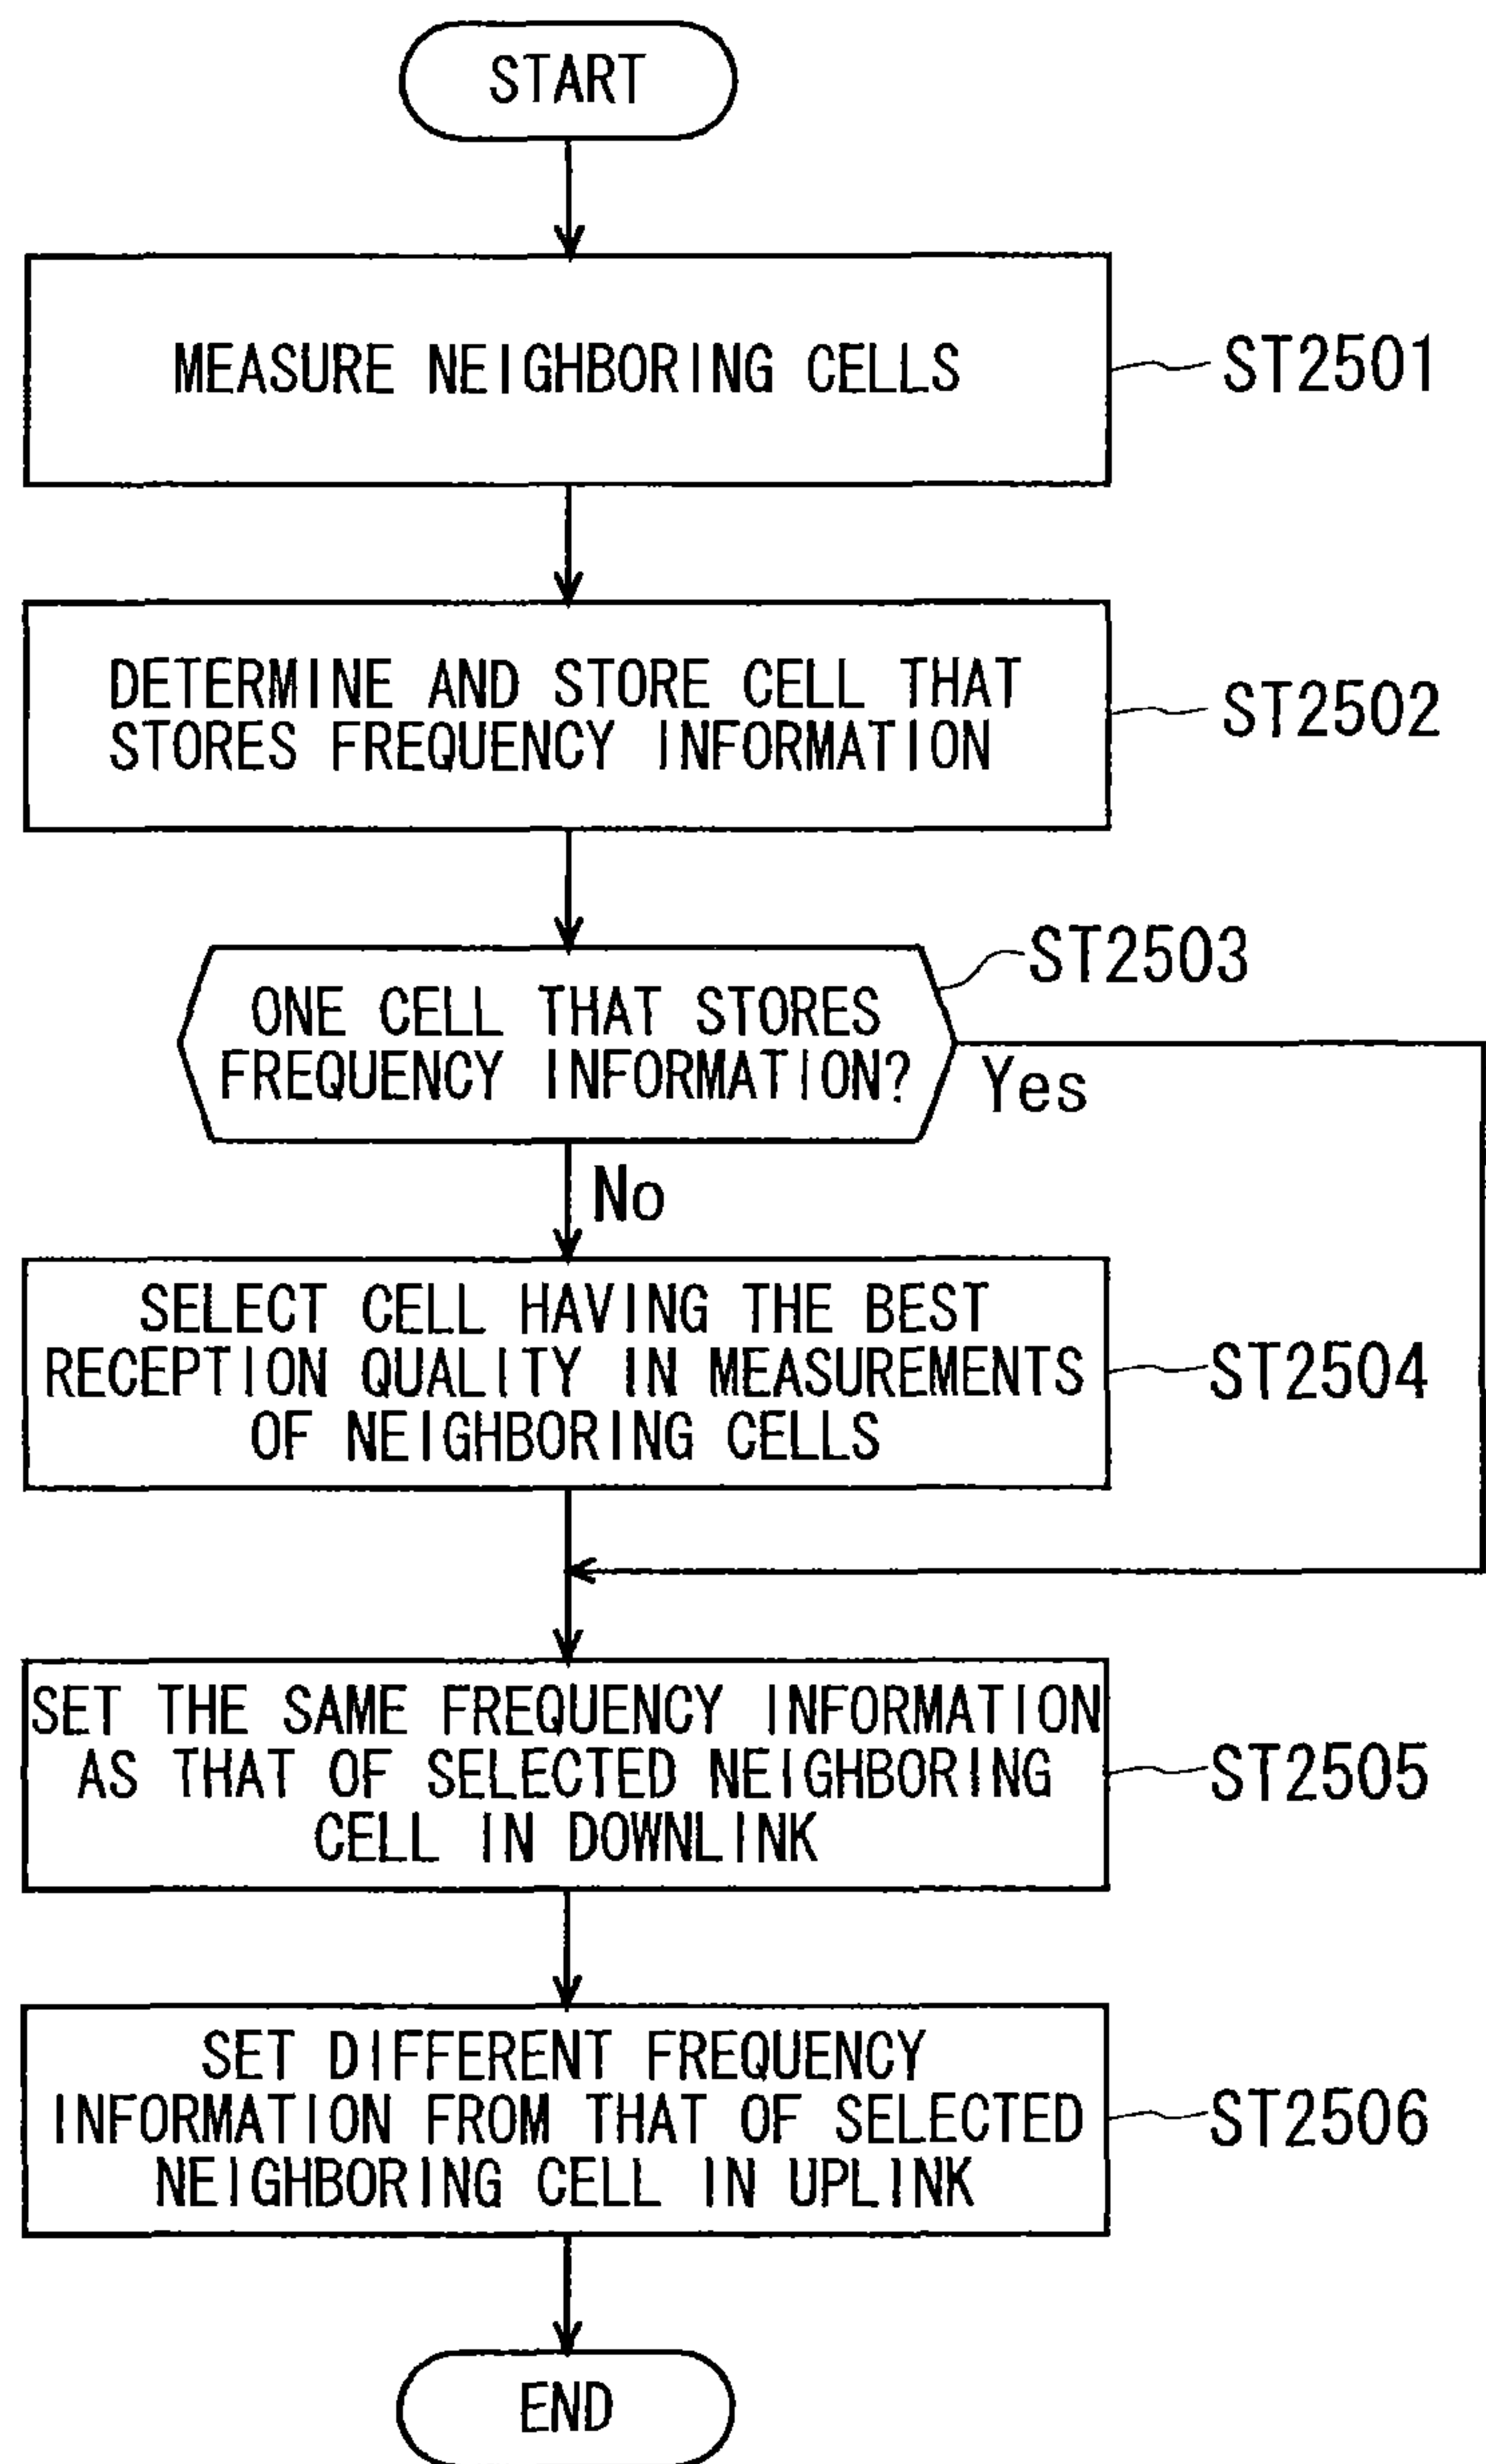 START
MEASURE NEIGHBORING CELLS
ST2501
DETERMINE AND STORE CELL THAT
STORES FREQUENCY INFORMATION
ST2502
ST2503
ONE CELL THAT STORES
FREQUENCY INFORMATION?
Yes
No
SELECT CELL HAVING THE BEST
RECEPTION QUALITY IN MEASUREMENTS
OF NEIGHBORING CELLS
ST2504
SET THE SAME FREQUENCY INFORMATION
AS THAT OF SELECTED NEIGHBORING
CELL IN DOWNLINK
ST2505
SET DIFFERENT FREQUENCY
INFORMATION FROM THAT OF SELECTED
NEIGHBORING CELL IN UPLINK
ST2506
END